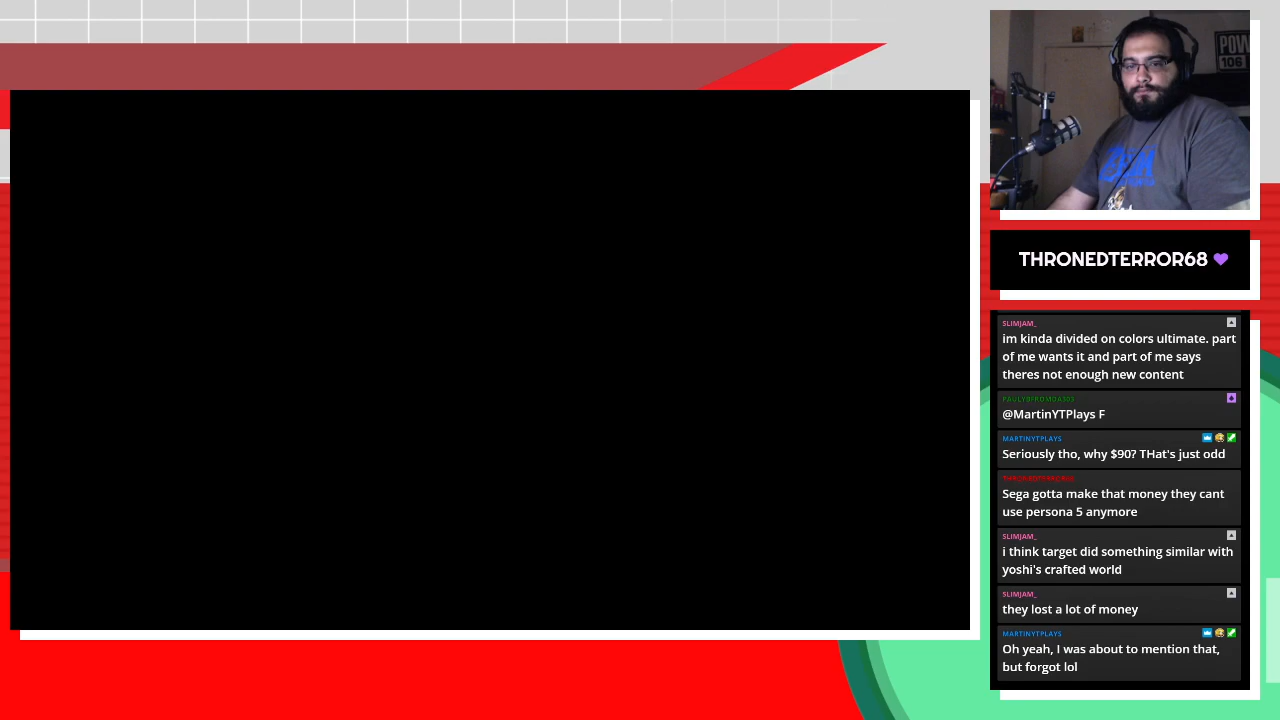 POW
106
THRONEDTERROR68
SLIMJAM_
im kinda divided on colors ultimate. part
of me wants it and part of me says
theres not enough new content
@MartinYTPlays F
MARTINYTPLAYS
Seriously tho, why $90? THat's just odd
THRONEDTERROR68
Sega gotta make that money they cant
use persona 5 anymore
SLIMJAM_
i think target did something similar with
yoshi's crafted world
SLIMJAM_
they lost a lot of money
MARTINYTPLAYS
Oh yeah, I was about to mention that,
but forgot lol